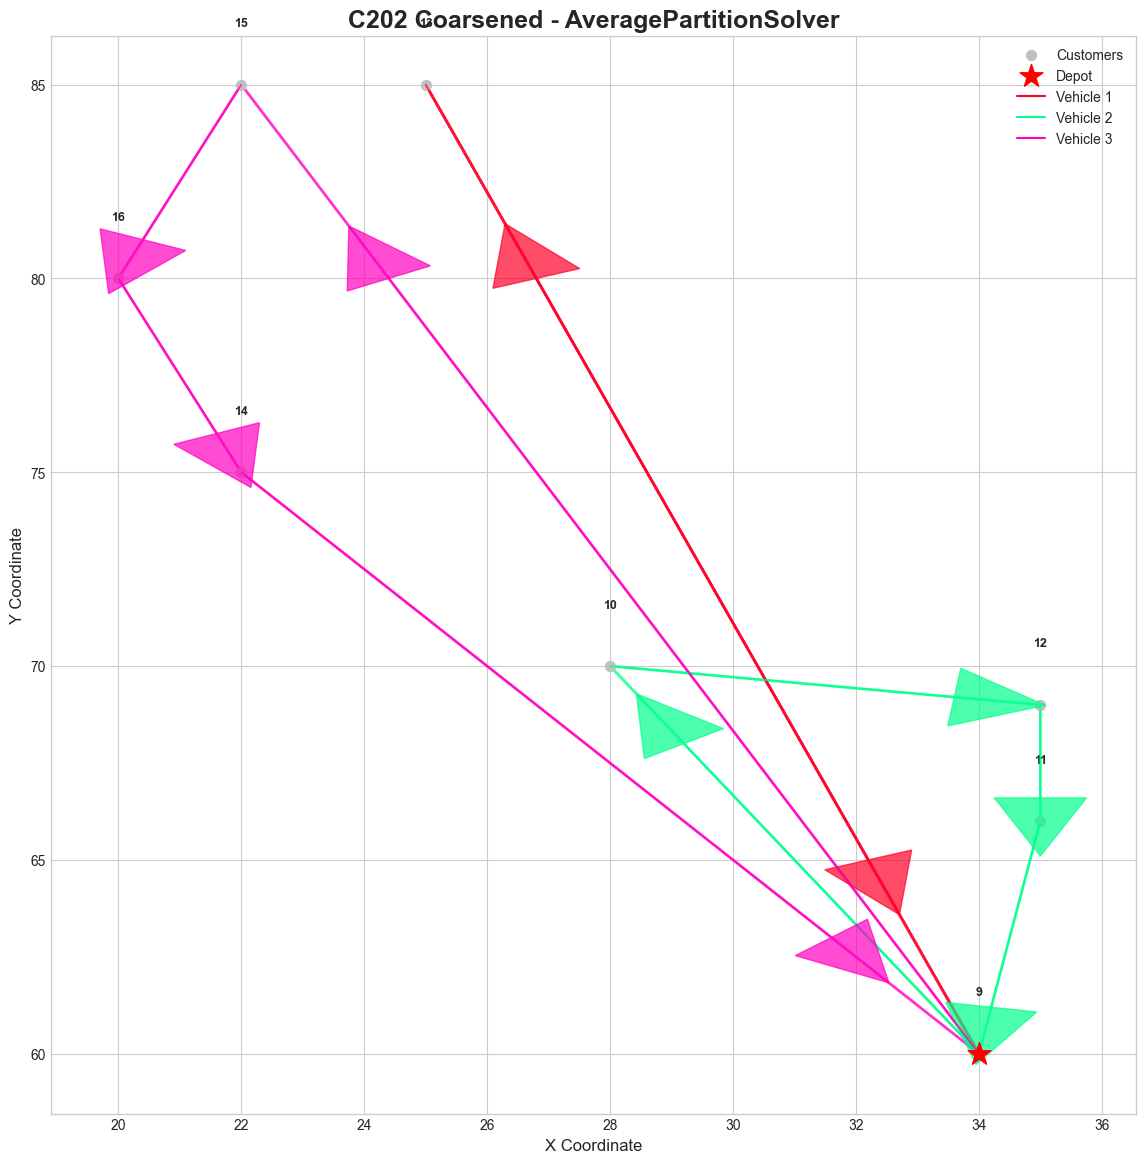 C202 Coarsened - AveragePartitionSolver
15
13
Customers
Depot
Vehicle 1
Vehicle 2
Vehicle 3
85
16
80
14
75
10
12
70
11
65
9
60
20
22
24
26
28
30
32
34
36
X Coordinate
Y Coordinate